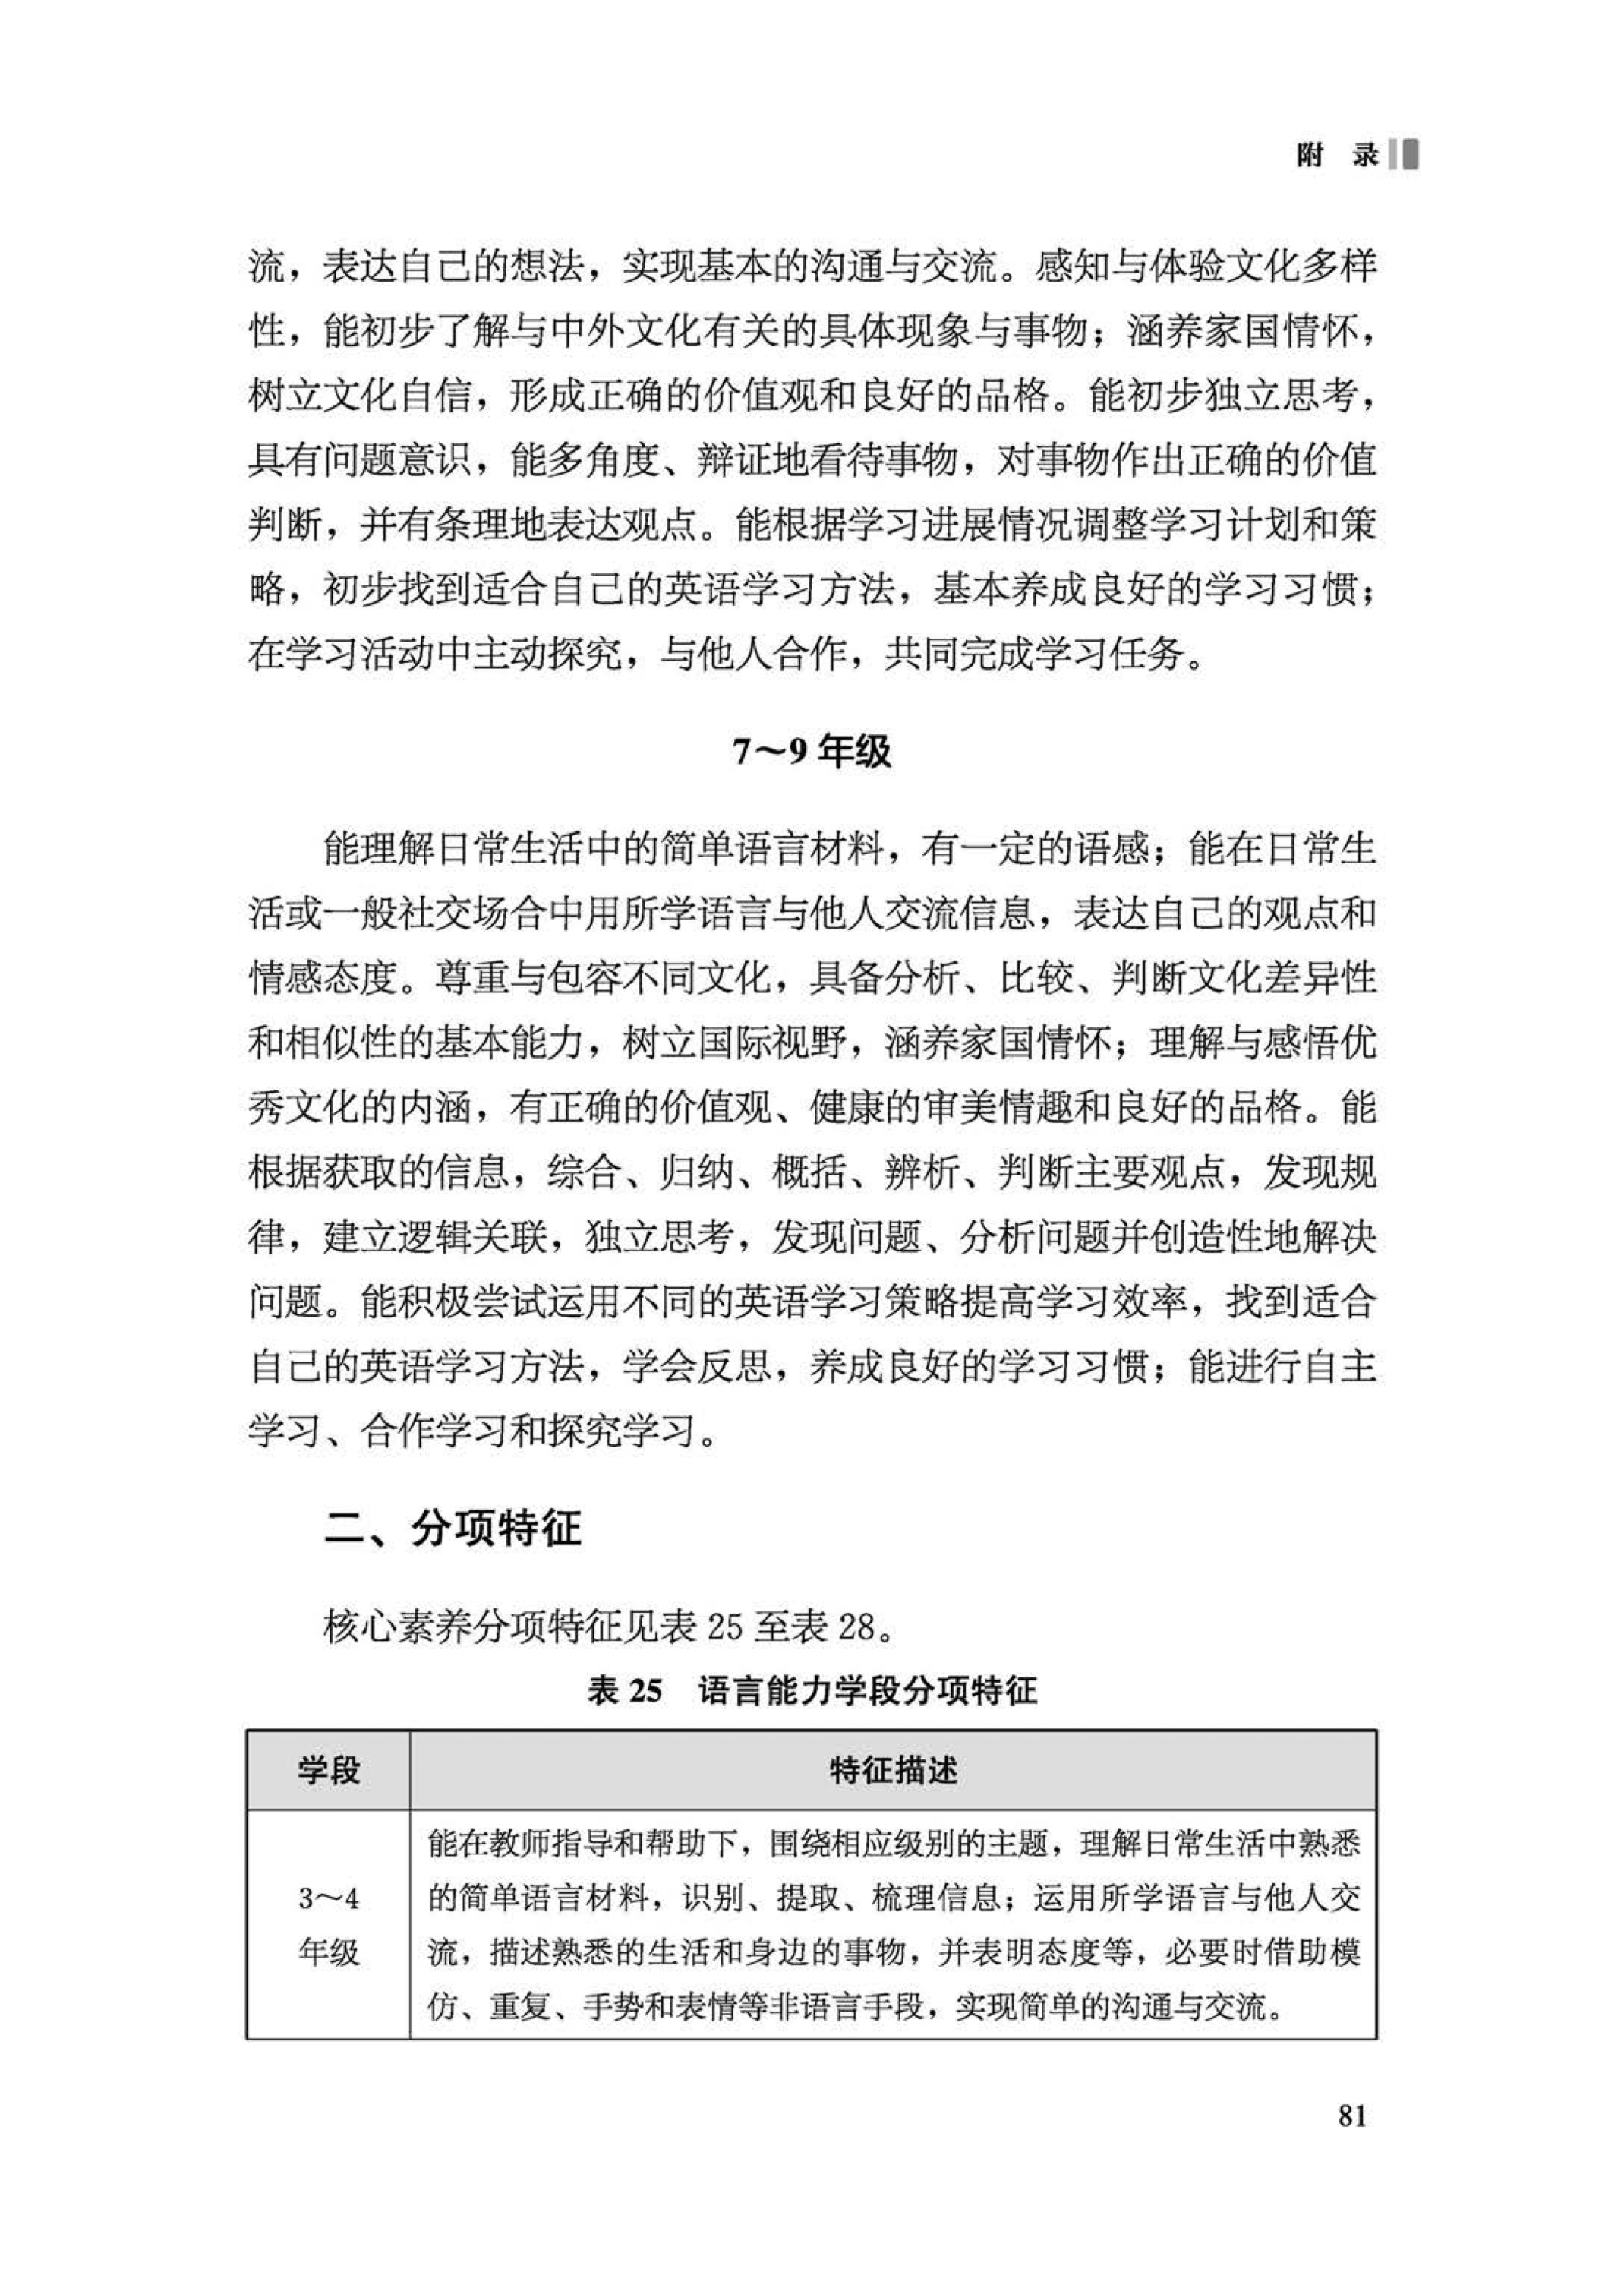 附　录
流，表达自己的想法，实现基本的沟通与交流。感知与体验文化多样
性，能初步了解与中外文化有关的具体现象与事物；涵养家国情怀，
树立文化自信，形成正确的价值观和良好的品格。能初步独立思考，
具有问题意识，能多角度、辩证地看待事物，对事物作出正确的价值
判断，并有条理地表达观点。能根据学习进展情况调整学习计划和策
略，初步找到适合自己的英语学习方法，基本养成良好的学习习惯；
在学习活动中主动探究，与他人合作，共同完成学习任务。
7～9 年级
能理解日常生活中的简单语言材料，有一定的语感；能在日常生
活或一般社交场合中用所学语言与他人交流信息，表达自己的观点和
情感态度。尊重与包容不同文化，具备分析、比较、判断文化差异性
和相似性的基本能力，树立国际视野，涵养家国情怀；理解与感悟优
秀文化的内涵，有正确的价值观、健康的审美情趣和良好的品格。能
根据获取的信息，综合、归纳、概括、辨析、判断主要观点，发现规
律，建立逻辑关联，独立思考，发现问题、分析问题并创造性地解决
问题。能积极尝试运用不同的英语学习策略提高学习效率，找到适合
自己的英语学习方法，学会反思，养成良好的学习习惯；能进行自主
学习、合作学习和探究学习。
二、分项特征
核心素养分项特征见表 25 至表 28。
表 25　语言能力学段分项特征
学段　特征描述
3～4
年级
能在教师指导和帮助下，围绕相应级别的主题，理解日常生活中熟悉
的简单语言材料，识别、提取、梳理信息；运用所学语言与他人交
流，描述熟悉的生活和身边的事物，并表明态度等，必要时借助模
仿、重复、手势和表情等非语言手段，实现简单的沟通与交流。
81